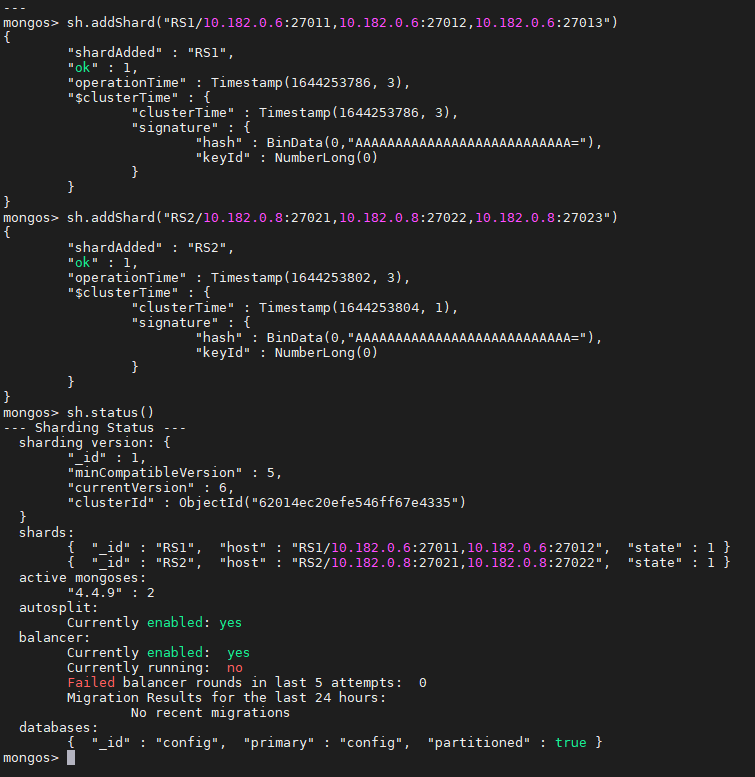 ---
mongos> sh.addShard("RS1/10.182.0.6:27011,10.182.0.6:27012,10.182.0.6:27013")
{
        "shardAdded" : "RS1",
        "ok" : 1,
        "operationTime" : Timestamp(1644253786, 3),
        "$clusterTime" : {
                "clusterTime" : Timestamp(1644253786, 3),
                "signature" : {
                        "hash" : BinData(0,"AAAAAAAAAAAAAAAAAAAAAAAAAAA="),
                        "keyId" : NumberLong(0)
                }
        }
}
mongos> sh.addShard("RS2/10.182.0.8:27021,10.182.0.8:27022,10.182.0.8:27023")
{
        "shardAdded" : "RS2",
        "ok" : 1,
        "operationTime" : Timestamp(1644253802, 3),
        "$clusterTime" : {
                "clusterTime" : Timestamp(1644253804, 1),
                "signature" : {
                        "hash" : BinData(0,"AAAAAAAAAAAAAAAAAAAAAAAAAAA="),
                        "keyId" : NumberLong(0)
                }
        }
}
mongos> sh.status()
--- Sharding Status ---
  sharding version: {
        "_id" : 1,
        "minCompatibleVersion" : 5,
        "currentVersion" : 6,
        "clusterId" : ObjectId("62014ec20efe546ff67e4335")
  }
  shards:
        {  "_id" : "RS1",  "host" : "RS1/10.182.0.6:27011,10.182.0.6:27012",  "state" : 1 }
        {  "_id" : "RS2",  "host" : "RS2/10.182.0.8:27021,10.182.0.8:27022",  "state" : 1 }
  active mongoses:
        "4.4.9" : 2
  autosplit:
        Currently enabled: yes
  balancer:
        Currently enabled:  yes
        Currently running:  no
        Failed balancer rounds in last 5 attempts:  0
        Migration Results for the last 24 hours:
                No recent migrations
  databases:
        {  "_id" : "config",  "primary" : "config",  "partitioned" : true }
mongos>